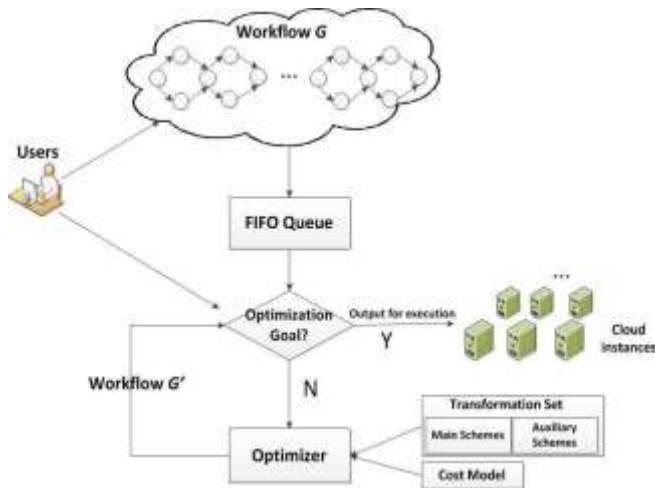 Workflow G
...
Users
FIFO Queue
...
Optimization
Goal?
Output for execution
Y
Cloud
instances
Workflow G'
N
Transformation Set
Main Schemes
Auxiliary
Schemes
Optimizer
Cost Model